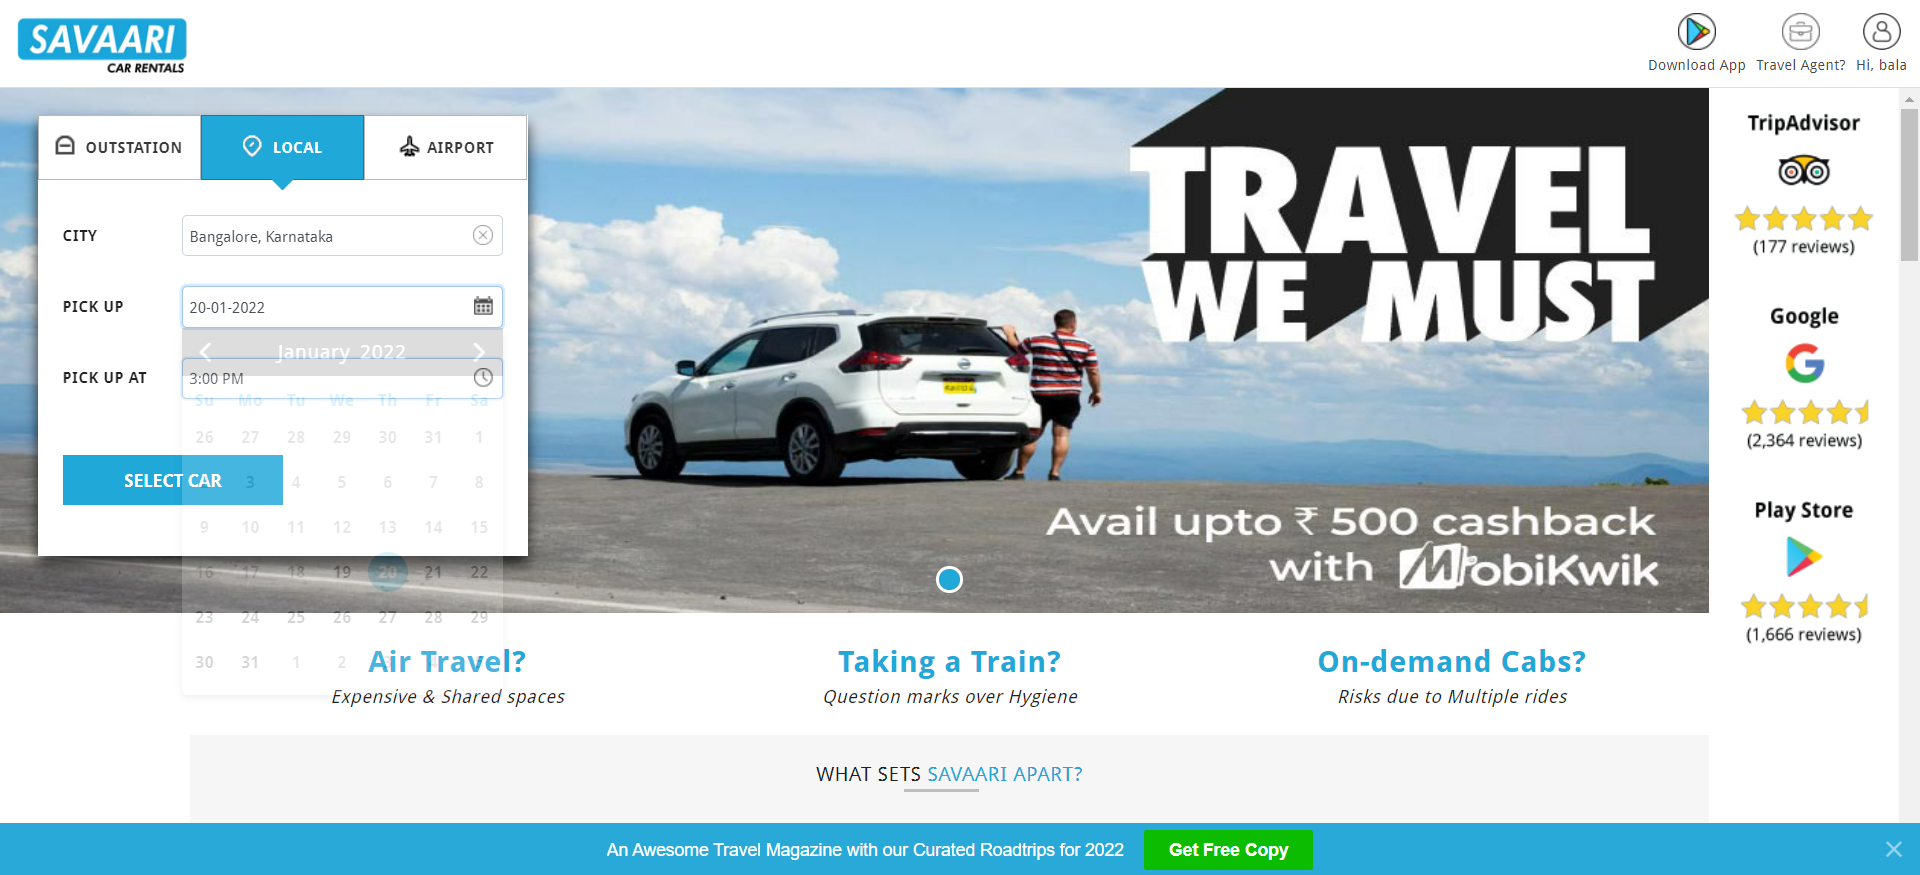 SAVAARI
CAR RENTALS
Download App
Travel Agent?
Hi, bala
OUTSTATION
LOCAL
AIRPORT
CITY
Bangalore, Karnataka
PICK UP
20-01-2022
January 2022
PICK UP AT
3:00 PM
Su Mo Tu We Th Fr Sa
26 27 28 29 30 31 1
SELECT CAR
3 4 5 6 7 8
9 10 11 12 13 14 15
16 17 18 19 20 21 22
23 24 25 26 27 28 29
30 31 1 2
TRAVEL
WE MUST
Avail upto ₹ 500 cashback
with MobiKwik
TripAdvisor
(177 reviews)
Google
(2,364 reviews)
Play Store
(1,666 reviews)
Air Travel?
Expensive & Shared spaces
Taking a Train?
Question marks over Hygiene
On-demand Cabs?
Risks due to Multiple rides
WHAT SETS SAVAARI APART?
An Awesome Travel Magazine with our Curated Roadtrips for 2022
Get Free Copy